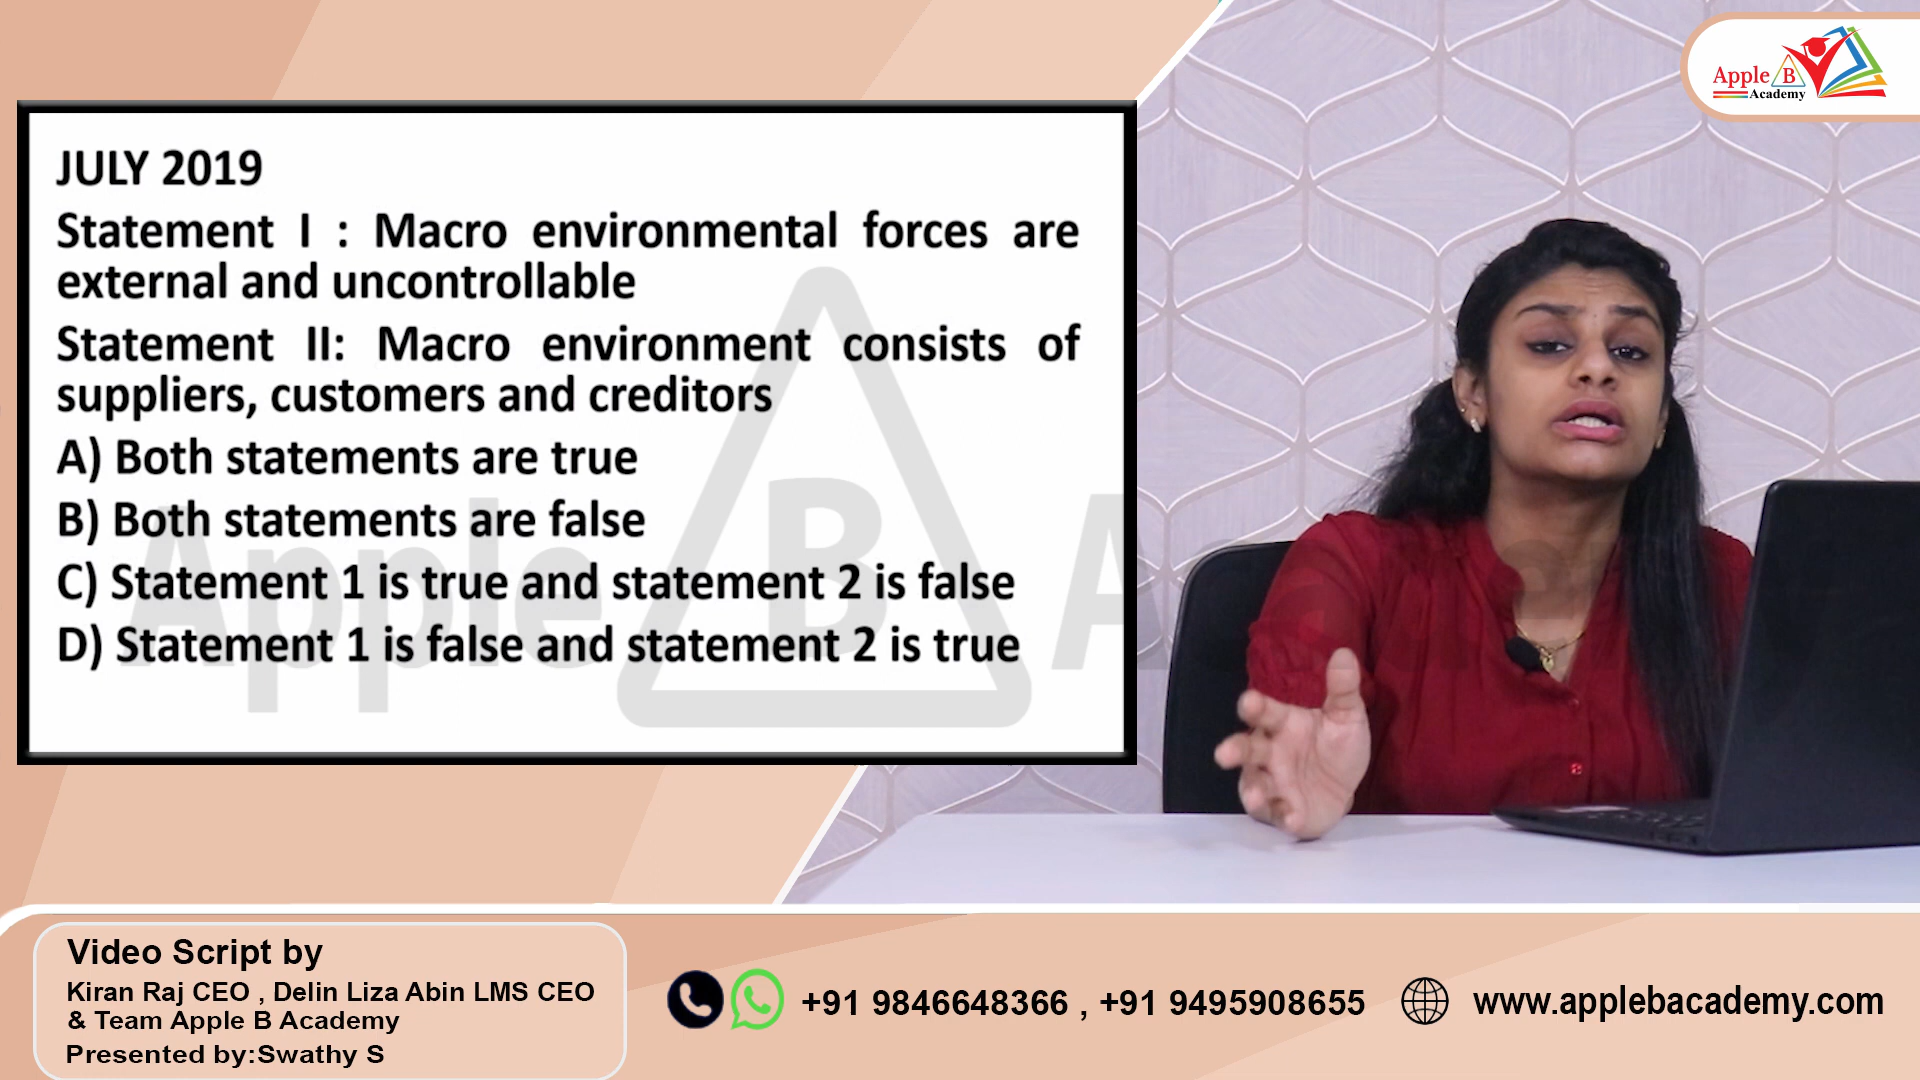 Apple B
Academy
JULY 2019
Statement I : Macro environmental forces are
external and uncontrollable
Statement II: Macro environment consists of
suppliers, customers and creditors
A) Both statements are true
B) Both statements are false
C) Statement 1 is true and statement 2 is false
D) Statement 1 is false and statement 2 is true
Apple B A
Video Script by
Kiran Raj CEO , Delin Liza Abin LMS CEO
& Team Apple B Academy
Presented by:Swathy S
+91 9846648366 , +91 9495908655
www.applebacademy.com